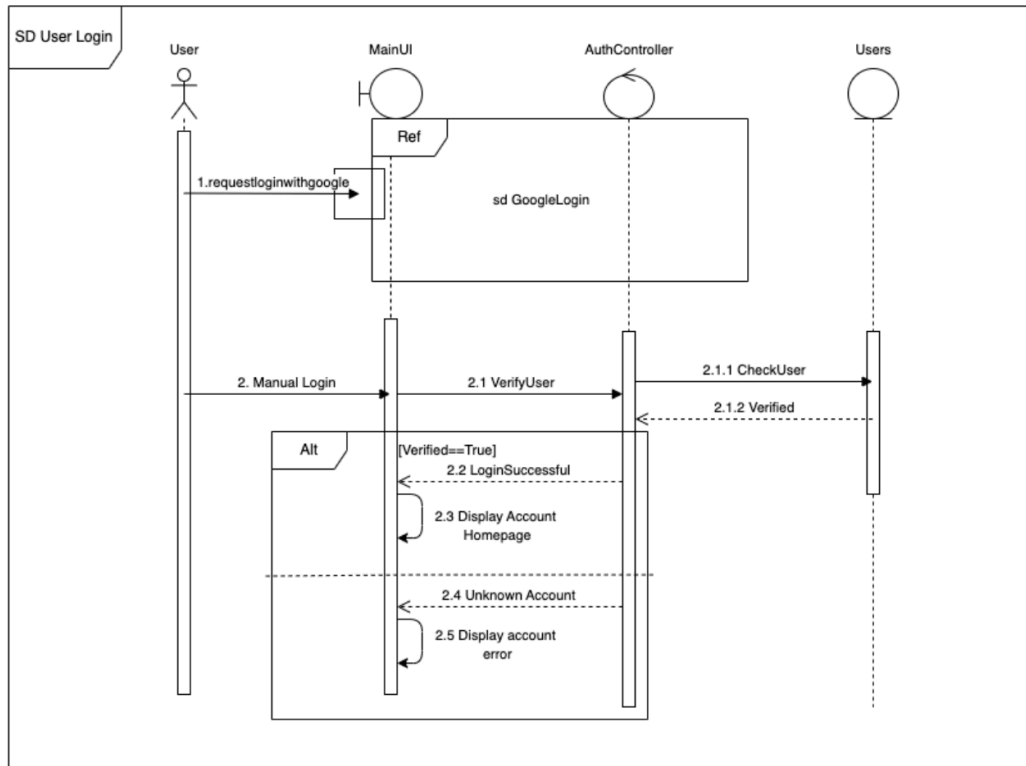 SD User Login
User
MainUI
AuthController
Users
Ref
1.requestloginwithgoogle
sd GoogleLogin
2. Manual Login
2.1 VerifyUser
2.1.1 CheckUser
2.1.2 Verified
Alt
[Verified==True]
2.2 LoginSuccessful
2.3 Display Account
Homepage
2.4 Unknown Account
2.5 Display account
error